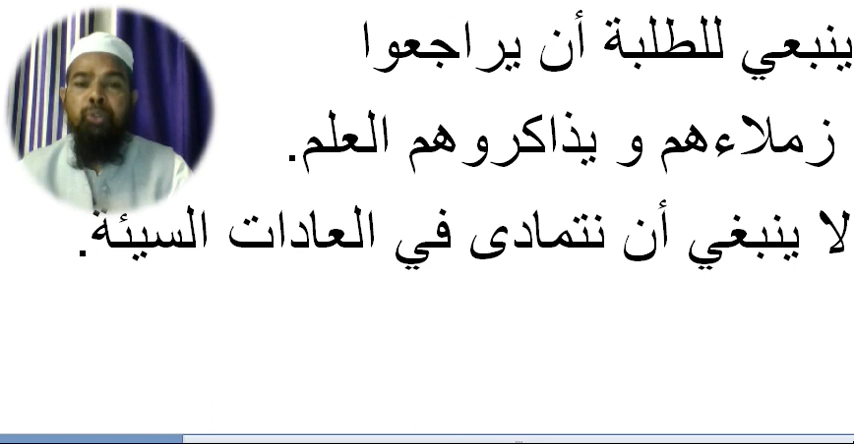 ينبعي للطلبة أن يراجعوا
زملاءهم و يذاكروهم العلم.
لا ينبغي أن نتمادى في العادات السيئة.